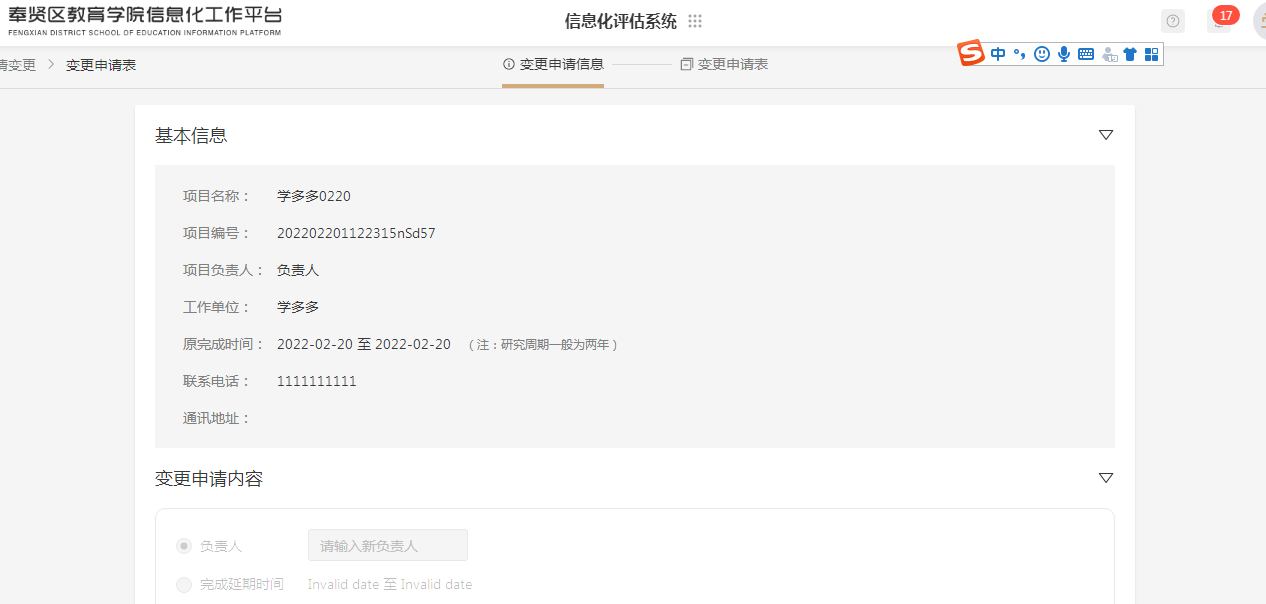 奉贤区教育学院信息化工作平台
FENGXIAN DISTRICT SCHOOL OF EDUCATION INFORMATION PLATFORM
信息化评估系统
17
中
请变更 > 变更申请表
变更申请信息
变更申请表
基本信息
项目名称： 学多多0220
项目编号： 202202201122315nSd57
项目负责人： 负责人
工作单位： 学多多
原完成时间： 2022-02-20 至 2022-02-20 （注：研究周期一般为两年）
联系电话： 1111111111
通讯地址：
变更申请内容
负责人 请输入新负责人
完成延期时间 Invalid date 至 Invalid date